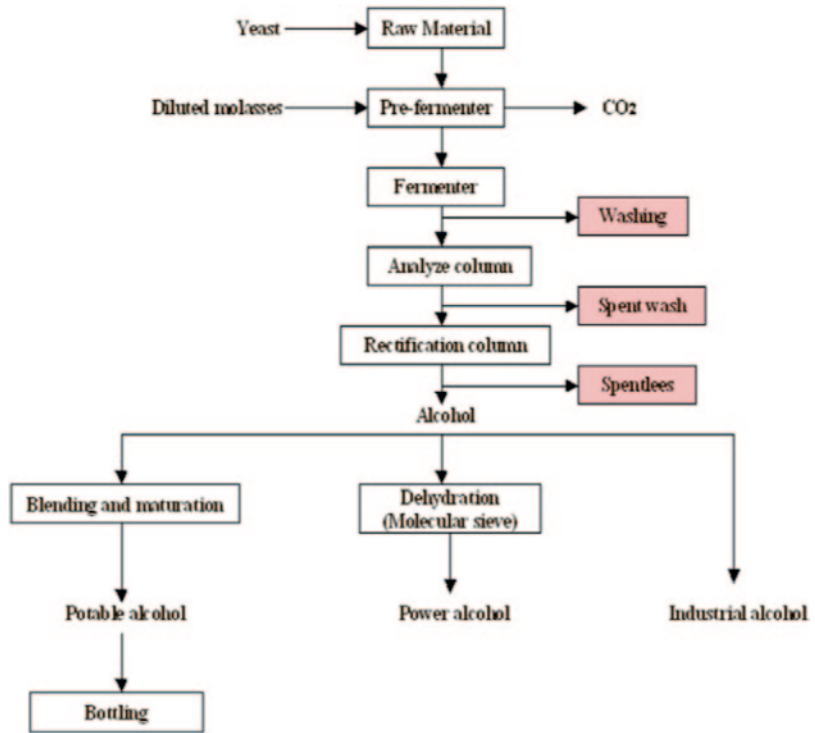 Yeast
Raw Material
Diluted molasses
Pre-fermenter
CO2
Fermenter
Washing
Analyze column
Spent wash
Rectification column
Spentlees
Alcohol
Blending and maturation
Dehydration
(Molecular sieve)
Potable alcohol
Power alcohol
Industrial alcohol
Bottling